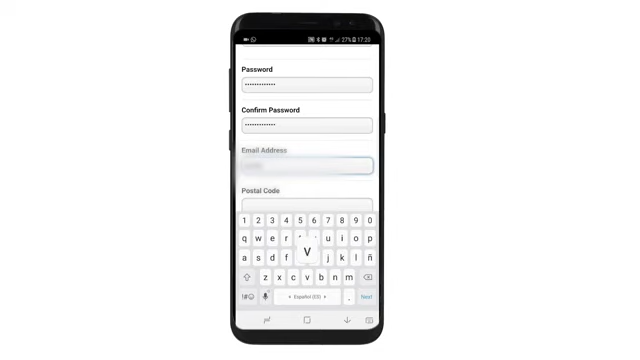 27% 17:20
Password
•••••••••••••
Confirm Password
•••••••••••••
Email Address
Postal Code
1 2 3 4 5 6 7 8 9 0
q w e r u i o p
a s d f j k l ñ
V
z x c v b n m
!#☺ Español (ES) . Next